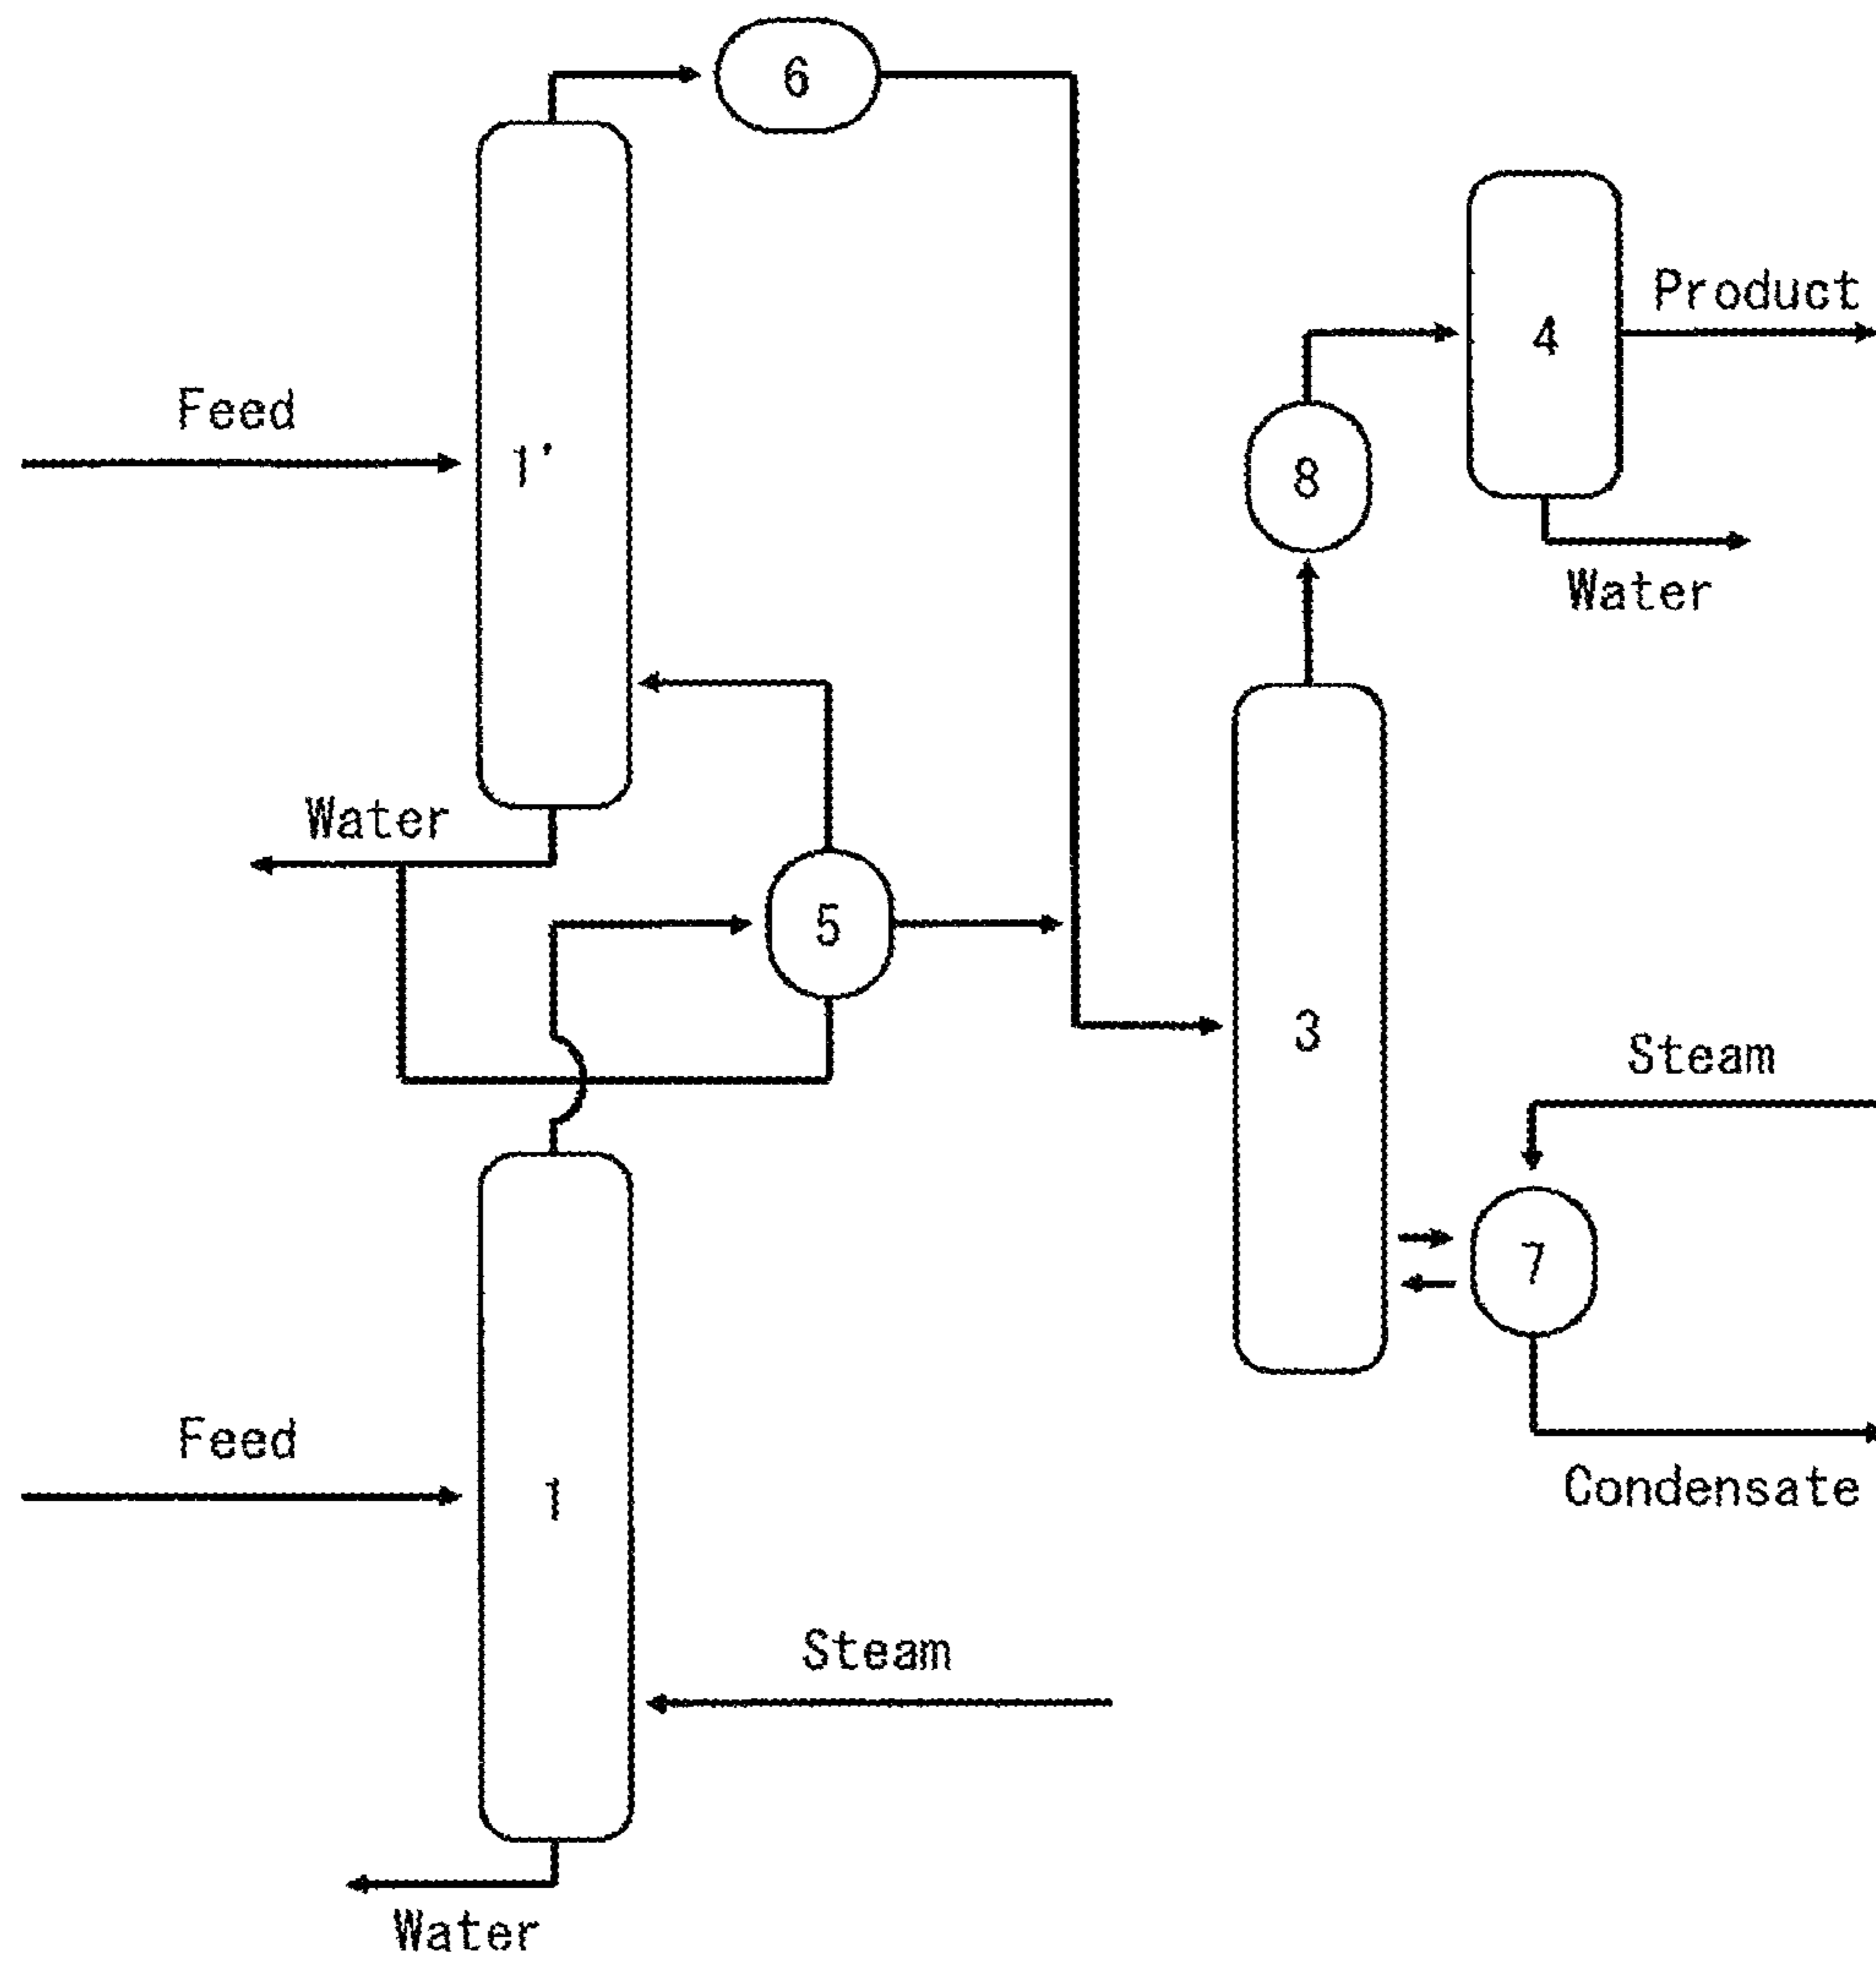 6
Product
4
Feed
1'
8
Water
Water
5
3
Steam
7
Feed
Condensate
1
Steam
Water